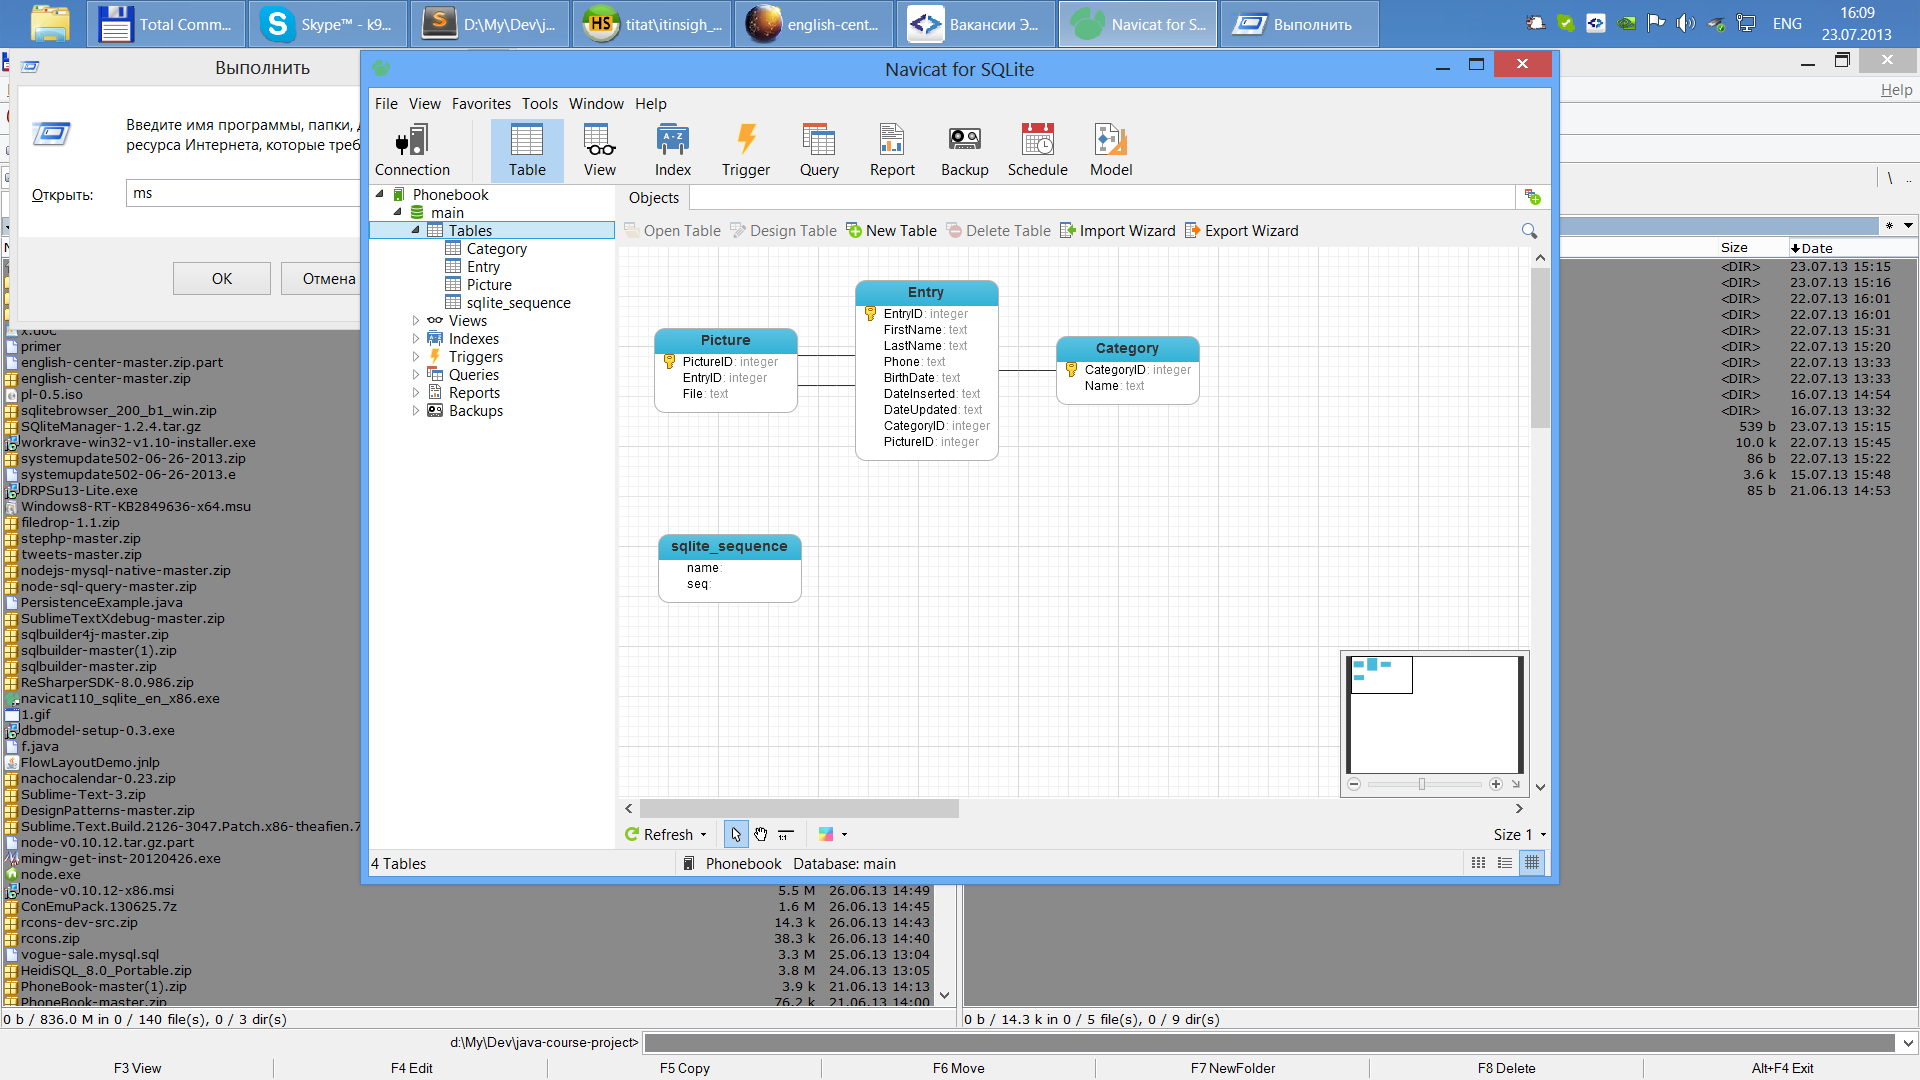 Total Comm...
Skype™ - k9...
D:\My\Dev\j...
titat\itinsigh_...
english-cent...
Вакансии Э...
Navicat for S...
Выполнить
ENG
16:09
23.07.2013
Выполнить
Введите имя программы, папки,
ресурса Интернета, которые треб
Открыть:
ms
OK
Отмена
Navicat for SQLite
File View Favorites Tools Window Help
Connection
Table
View
Index
Trigger
Query
Report
Backup
Schedule
Model
Phonebook
main
Tables
Category
Entry
Picture
sqlite_sequence
Views
Indexes
Triggers
Queries
Reports
Backups
Objects
Open Table Design Table New Table Delete Table Import Wizard Export Wizard
Picture
PictureID: integer
EntryID: integer
File: text
Entry
EntryID: integer
FirstName: text
LastName: text
Phone: text
BirthDate: text
DateInserted: text
DateUpdated: text
CategoryID: integer
PictureID: integer
Category
CategoryID: integer
Name: text
sqlite_sequence
name:
seq:
Refresh
Size 1
4 Tables
Phonebook Database: main
Help
\ ..
* 
Size Date
<DIR> 23.07.13 15:15
<DIR> 23.07.13 15:16
<DIR> 22.07.13 16:01
<DIR> 22.07.13 16:01
<DIR> 22.07.13 15:31
<DIR> 22.07.13 15:20
<DIR> 22.07.13 13:33
<DIR> 22.07.13 13:33
<DIR> 16.07.13 14:54
<DIR> 16.07.13 13:32
539 b 23.07.13 15:15
10.0 k 22.07.13 15:45
86 b 22.07.13 15:22
3.6 k 15.07.13 15:48
85 b 21.06.13 14:53
x.doc
primer
english-center-master.zip.part
english-center-master.zip
pl-0.5.iso
sqlitebrowser_200_b1_win.zip
SQliteManager-1.2.4.tar.gz
workrave-win32-v1.10-installer.exe
systemupdate502-06-26-2013.zip
systemupdate502-06-26-2013.e
DRPSu13-Lite.exe
Windows8-RT-KB2849636-x64.msu
filedrop-1.1.zip
stephp-master.zip
tweets-master.zip
nodejs-mysql-native-master.zip
node-sql-query-master.zip
PersistenceExample.java
SublimeTextXdebug-master.zip
sqlbuilder4j-master.zip
sqlbuilder-master(1).zip
sqlbuilder-master.zip
ReSharperSDK-8.0.986.zip
navicat110_sqlite_en_x86.exe
1.gif
dbmodel-setup-0.3.exe
f.java
FlowLayoutDemo.jnlp
nachocalendar-0.23.zip
Sublime-Text-3.zip
DesignPatterns-master.zip
Sublime.Text.Build.2126-3047.Patch.x86-theafien.7
node-v0.10.12.tar.gz.part
mingw-get-inst-20120426.exe
node.exe
node-v0.10.12-x86.msi 5.5 M 26.06.13 14:49
ConEmuPack.130625.7z 1.6 M 26.06.13 14:45
rcons-dev-src.zip 14.3 k 26.06.13 14:43
rcons.zip 38.3 k 26.06.13 14:40
vogue-sale.mysql.sql 3.3 M 25.06.13 13:04
HeidiSQL_8.0_Portable.zip 3.8 M 24.06.13 13:05
PhoneBook-master(1).zip 3.9 k 21.06.13 14:13
PhoneBook-master.zip 76.2 k 21.06.13 14:00
0 b / 836.0 M in 0 / 140 file(s), 0 / 3 dir(s)
0 b / 14.3 k in 0 / 5 file(s), 0 / 9 dir(s)
d:\My\Dev\java-course-project>
F3 View
F4 Edit
F5 Copy
F6 Move
F7 NewFolder
F8 Delete
Alt+F4 Exit